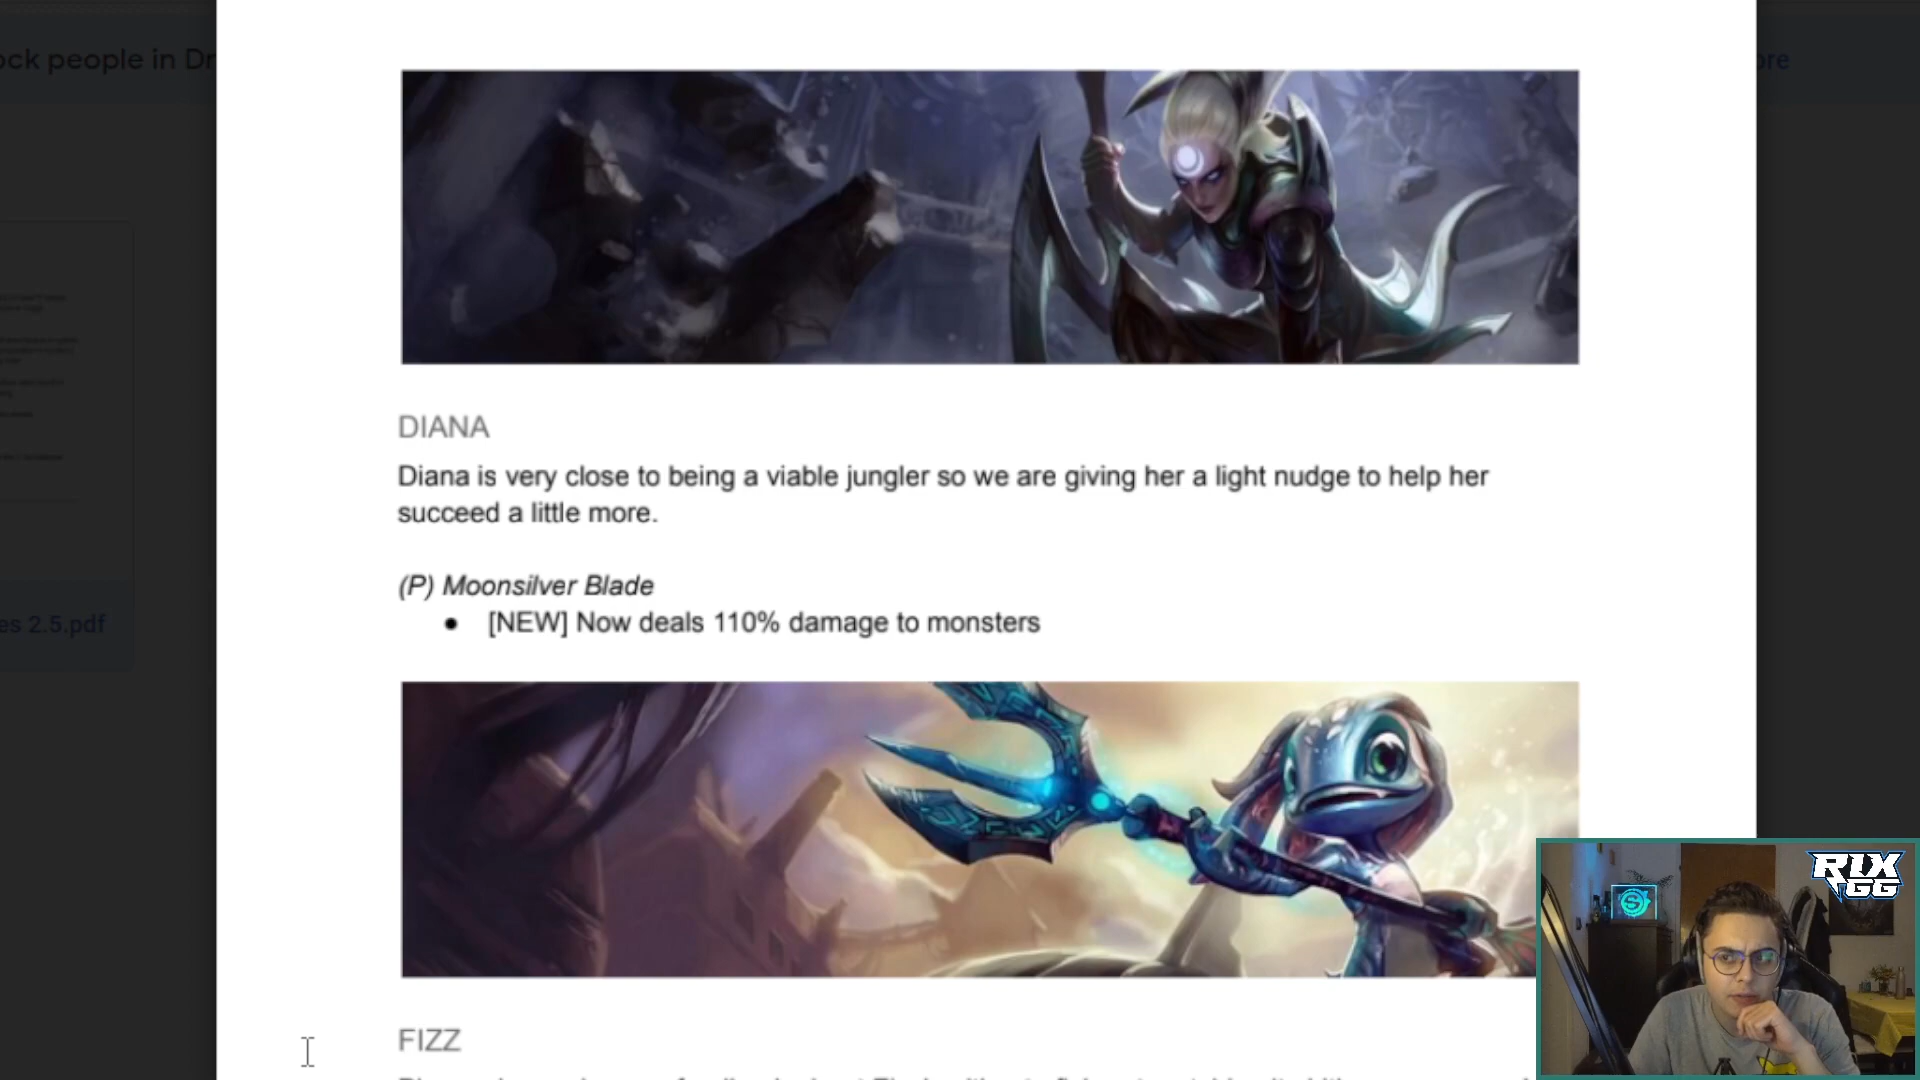 ock people in Dr
ore
DIANA
Diana is very close to being a viable jungler so we are giving her a light nudge to help her
succeed a little more.
(P) Moonsilver Blade
● [NEW] Now deals 110% damage to monsters
es 2.5.pdf
RIX
GG
FIZZ